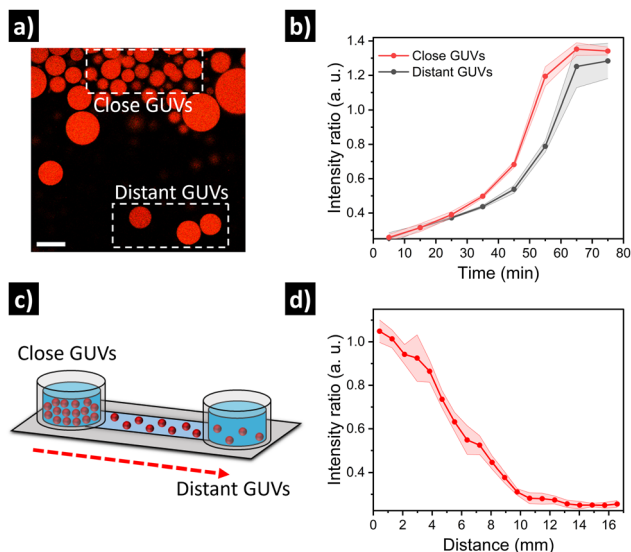 a)
Close GUVs
Distant GUVs
b)
Close GUVs
Distant GUVs
Intensity ratio (a. u.)
1.4
1.2
1.0
0.8
0.6
0.4
0 10 20 30 40 50 60 70 80
Time (min)
c)
Close GUVs
Distant GUVs
d)
Intensity ratio (a. u.)
1.0
0.8
0.6
0.4
0 2 4 6 8 10 12 14 16
Distance (mm)